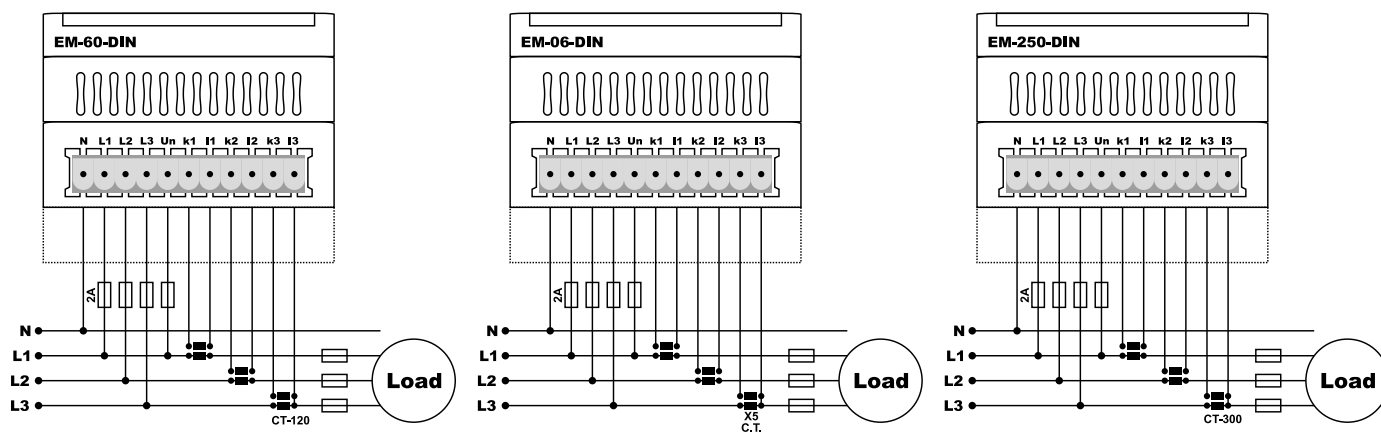 EM-60-DIN
N L1 L2 L3 Un k1 l1 k2 l2 k3 l3
2A
N
L1
L2
L3
Load
CT-120
EM-06-DIN
N L1 L2 L3 Un k1 l1 k2 l2 k3 l3
2A
N
L1
L2
L3
Load
X5
C.T.
EM-250-DIN
N L1 L2 L3 Un k1 l1 k2 l2 k3 l3
2A
N
L1
L2
L3
Load
CT-300